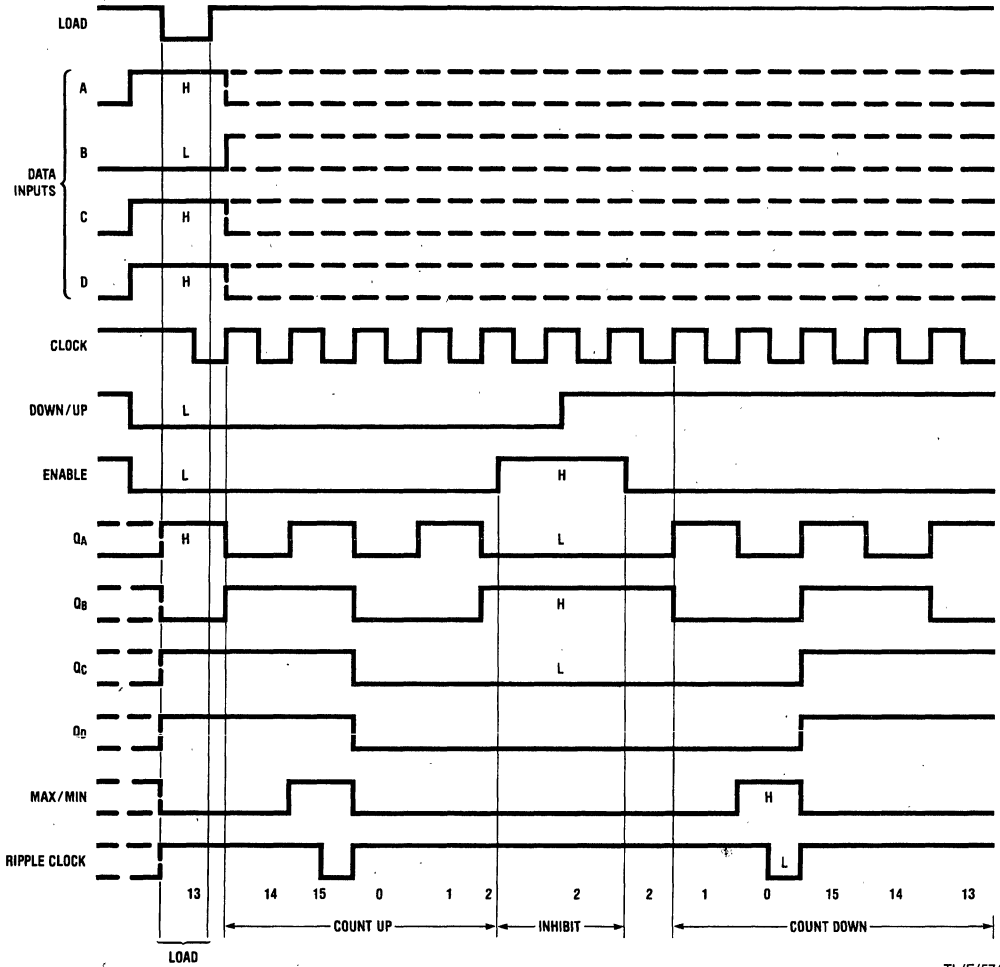 LOAD
A H
B L
DATA INPUTS
C H
D H
CLOCK
DOWN/UP L
ENABLE L H
QA H L
QB H
QC L
QD
MAX/MIN H
RIPPLE CLOCK L
13 14 15 0 1 2 2 2 1 0 15 14 13
COUNT UP INHIBIT COUNT DOWN
LOAD